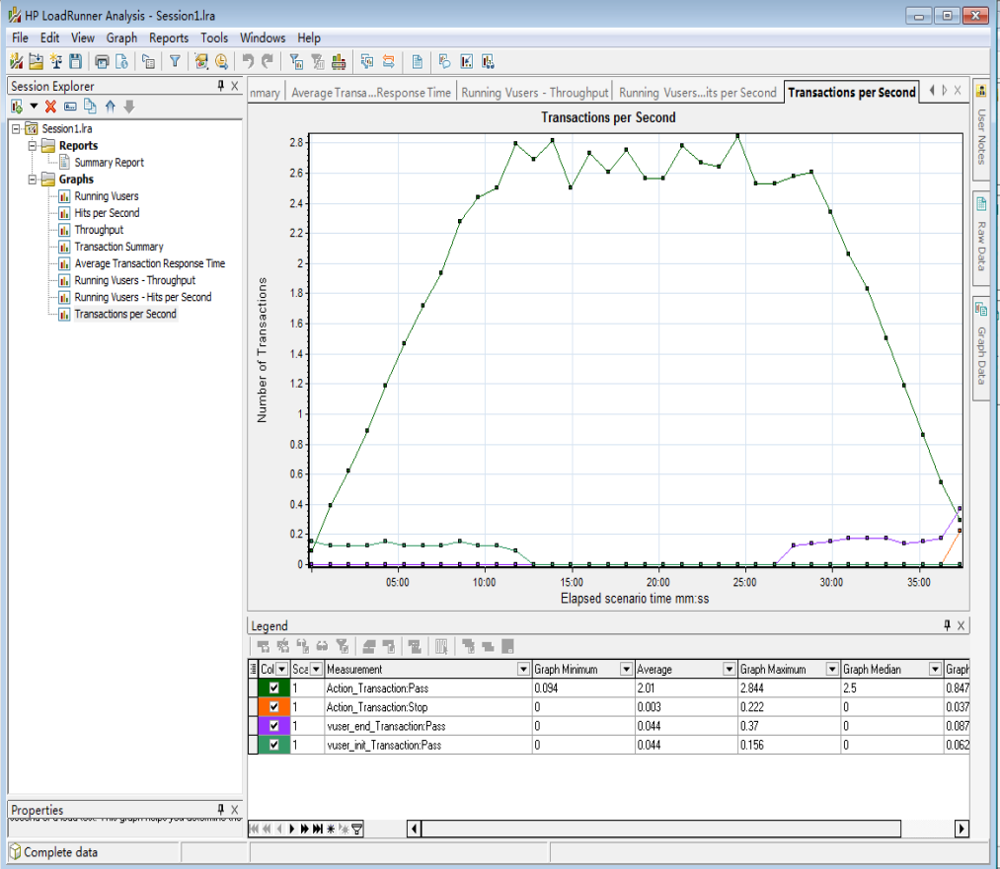 HP LoadRunner Analysis - Session1.lra
File Edit View Graph Reports Tools Windows Help
Session Explorer
Session1.lra
Reports
Summary Report
Graphs
Running Vusers
Hits per Second
Throughput
Transaction Summary
Average Transaction Response Time
Running Vusers - Throughput
Running Vusers - Hits per Second
Transactions per Second
Properties
nmary Average Transa...Response Time Running Vusers - Throughput Running Vusers...its per Second Transactions per Second
Transactions per Second
Number of Transactions
2.8
2.6
2.4
2.2
2
1.8
1.6
1.4
1.2
1
0.8
0.6
0.4
0.2
0
05:00 10:00 15:00 20:00 25:00 30:00 35:00
Elapsed scenario time mm:ss
User Notes
Raw Data
Graph Data
Legend
Col Sca Measurement Graph Minimum Average Graph Maximum Graph Median Graph
1 Action_Transaction:Pass 0.094 2.01 2.844 2.5 0.847
1 Action_Transaction:Stop 0 0.003 0.222 0 0.037
1 vuser_end_Transaction:Pass 0 0.044 0.37 0 0.087
1 vuser_init_Transaction:Pass 0 0.044 0.156 0 0.062
Complete data